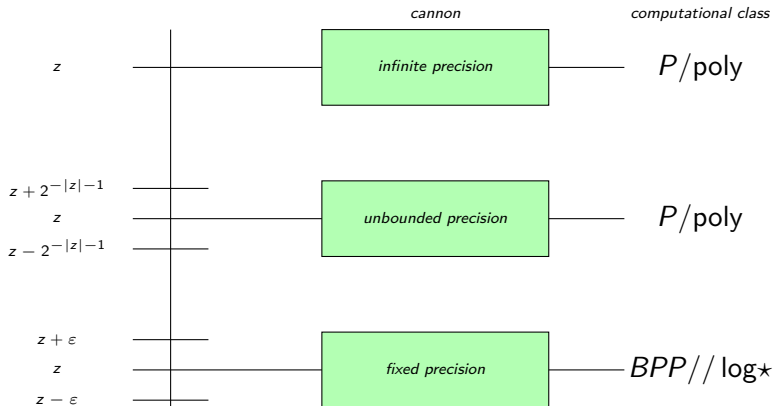 cannon computational class
z infinite precision P/poly
z + 2^{-|z|-1}
z unbounded precision P/poly
z − 2^{-|z|-1}
z + ε
z fixed precision BPP// log⋆
z − ε